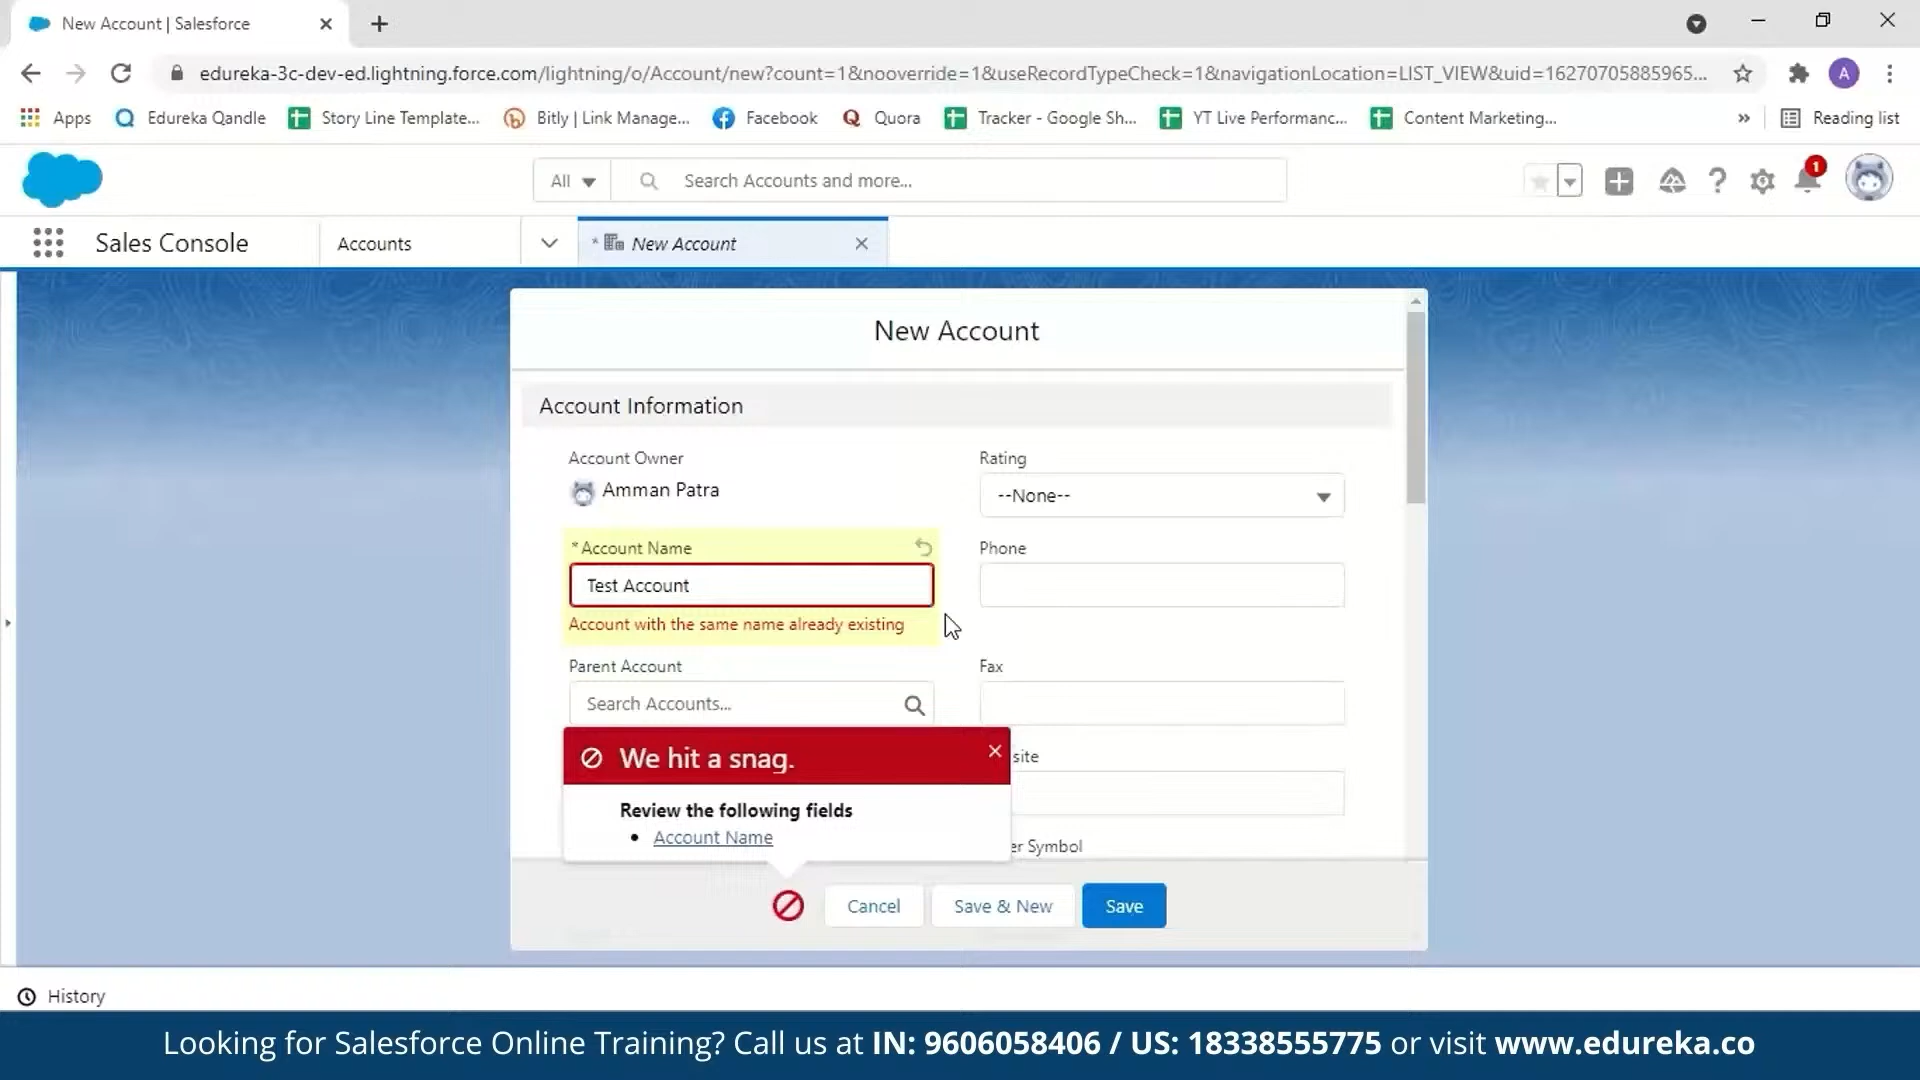 New Account | Salesforce
edureka-3c-dev-ed.lightning.force.com/lightning/o/Account/new?count=1&nooverride=1&useRecordTypeCheck=1&navigationLocation=LIST_VIEW&uid=16270705885965...
A
Apps
Edureka Qandle
Story Line Template...
Bitly | Link Manage...
Facebook
Quora
Tracker - Google Sh...
YT Live Performanc...
Content Marketing...
»
Reading list
All
Search Accounts and more...
1
Sales Console
Accounts
* New Account
New Account
Account Information
Account Owner
Rating
Amman Patra
--None--
*Account Name
Phone
Test Account
Account with the same name already existing
Parent Account
Fax
Search Accounts...
We hit a snag.
site
Review the following fields
• Account Name
er Symbol
Cancel
Save & New
Save
History
Looking for Salesforce Online Training? Call us at IN: 9606058406 / US: 18338555775 or visit www.edureka.co